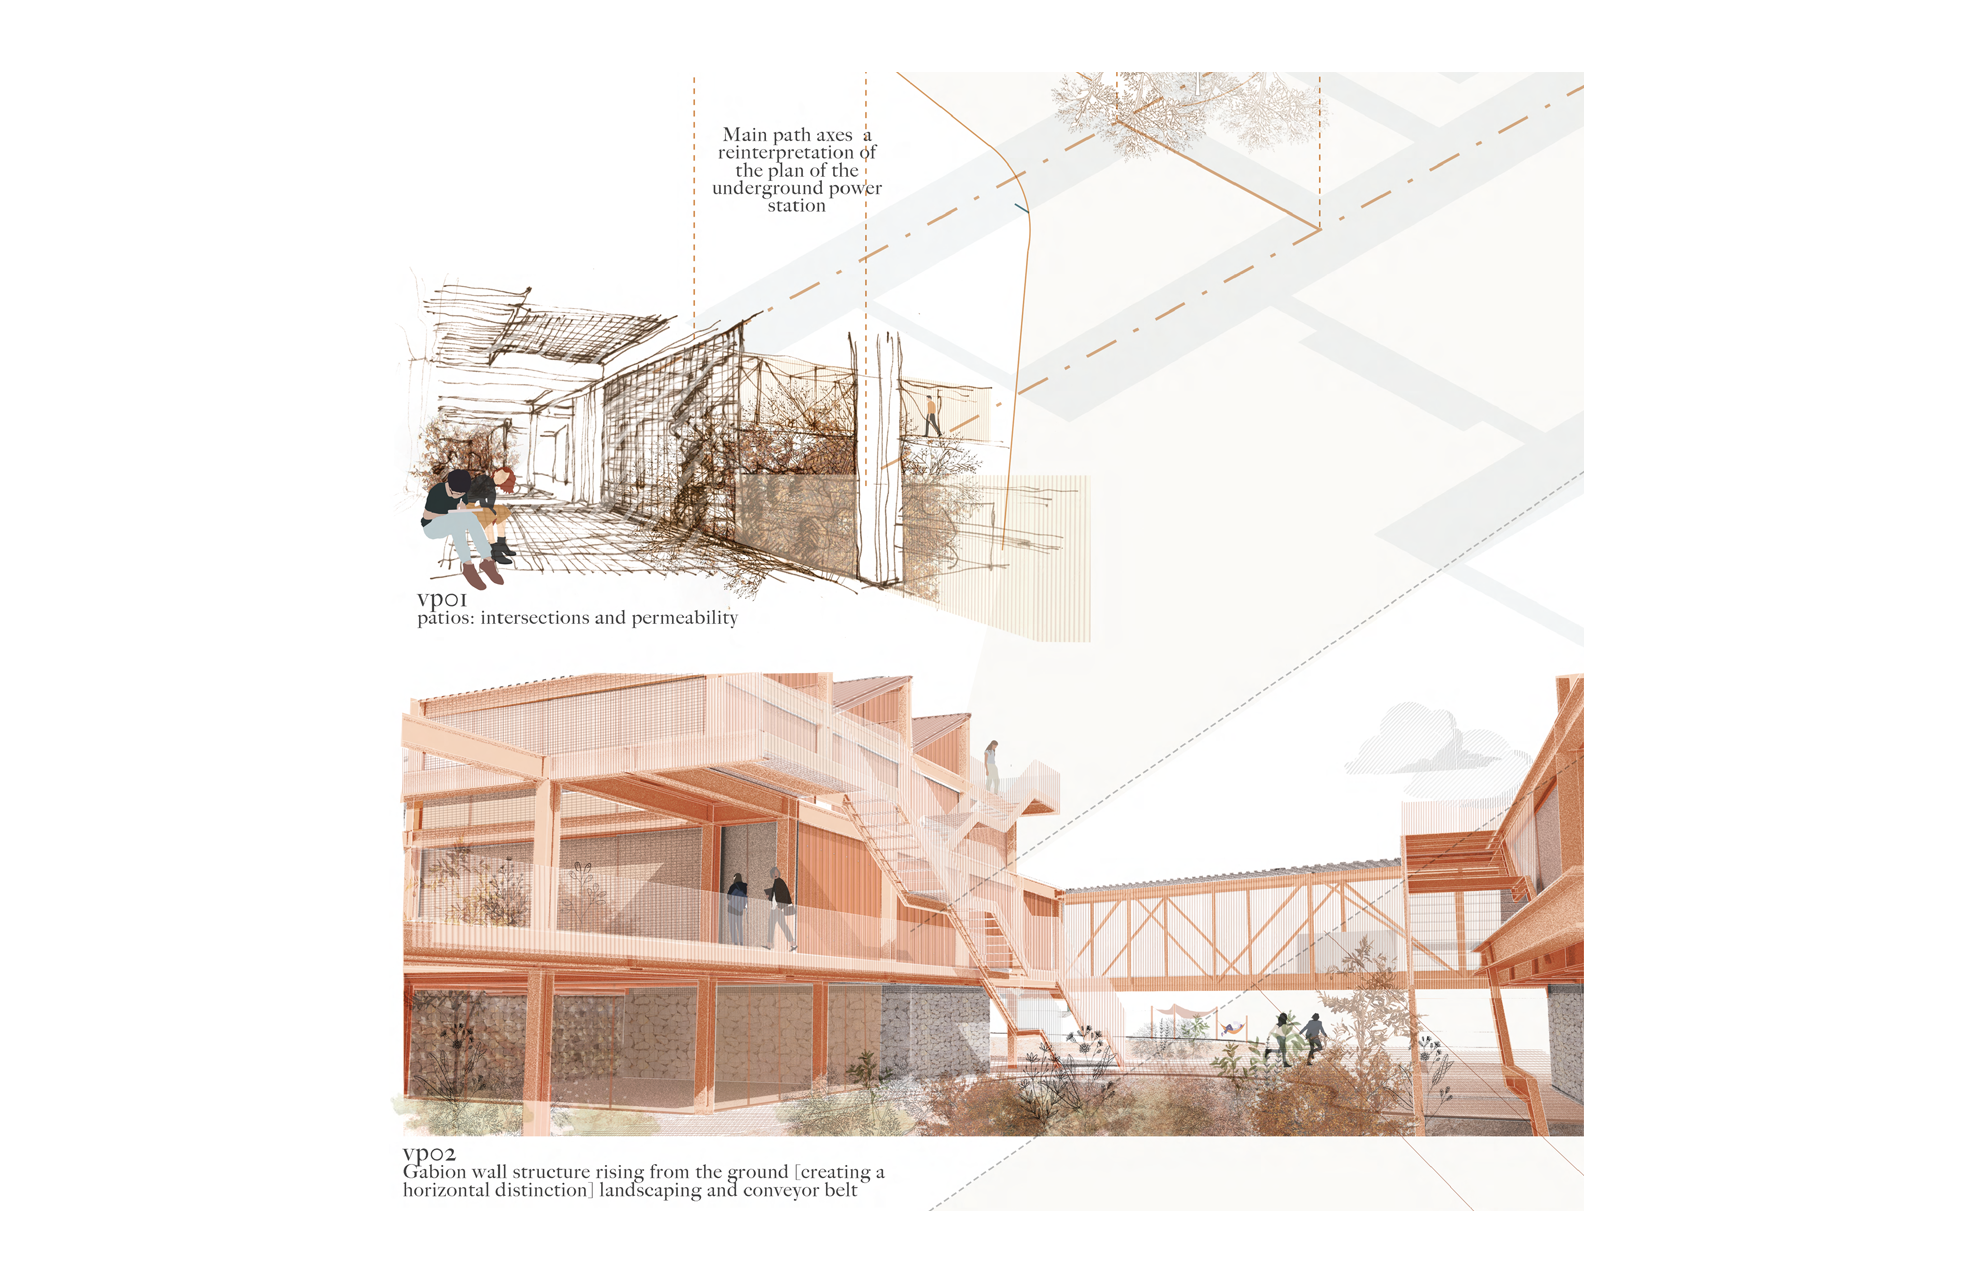 Main path axes a
reinterpretation of
the plan of the
underground power
station
vp01
patios: intersections and permeability
vp02
Gabion wall structure rising from the ground [creating a
horizontal distinction] landscaping and conveyor belt